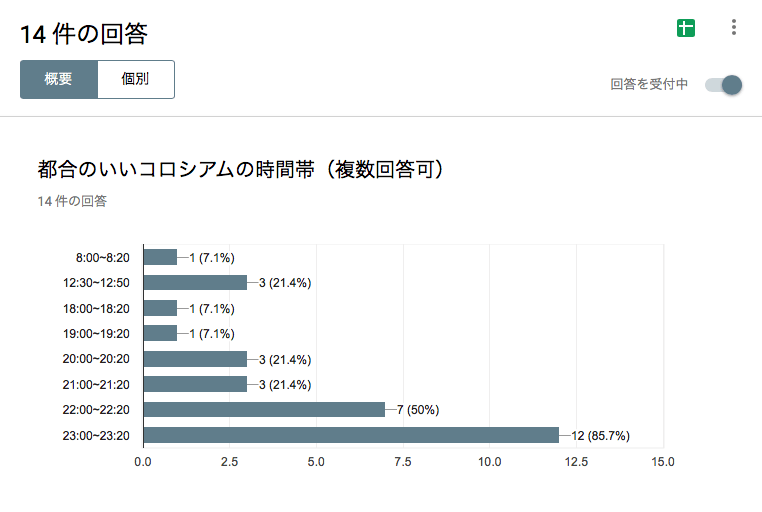 14 件の回答
概要
個別
回答を受付中
都合のいいコロシアムの時間帯（複数回答可）
14 件の回答
8:00~8:20 1 (7.1%)
12:30~12:50 3 (21.4%)
18:00~18:20 1 (7.1%)
19:00~19:20 1 (7.1%)
20:00~20:20 3 (21.4%)
21:00~21:20 3 (21.4%)
22:00~22:20 7 (50%)
23:00~23:20 12 (85.7%)
0.0 2.5 5.0 7.5 10.0 12.5 15.0